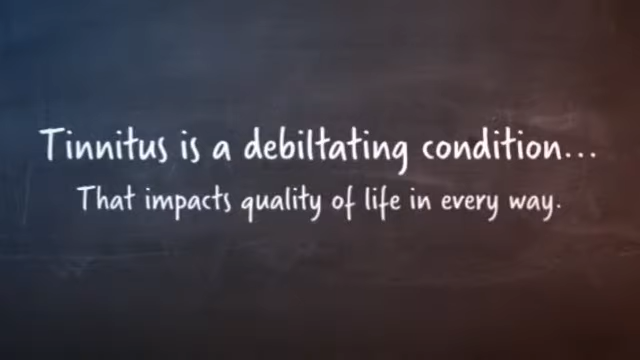 Tinnitus is a debiltating condition...
That impacts quality of life in every way.